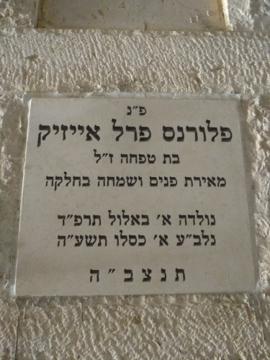 פ״נ
פלורנס פרל אייזיק
בת טפחה ז״ל
מאירת פנים ושמחה בחלקה
נולדה א׳ באלול תרפ״ד
נלב״ע א׳ כסלו תשע״ה
תנצב״ה